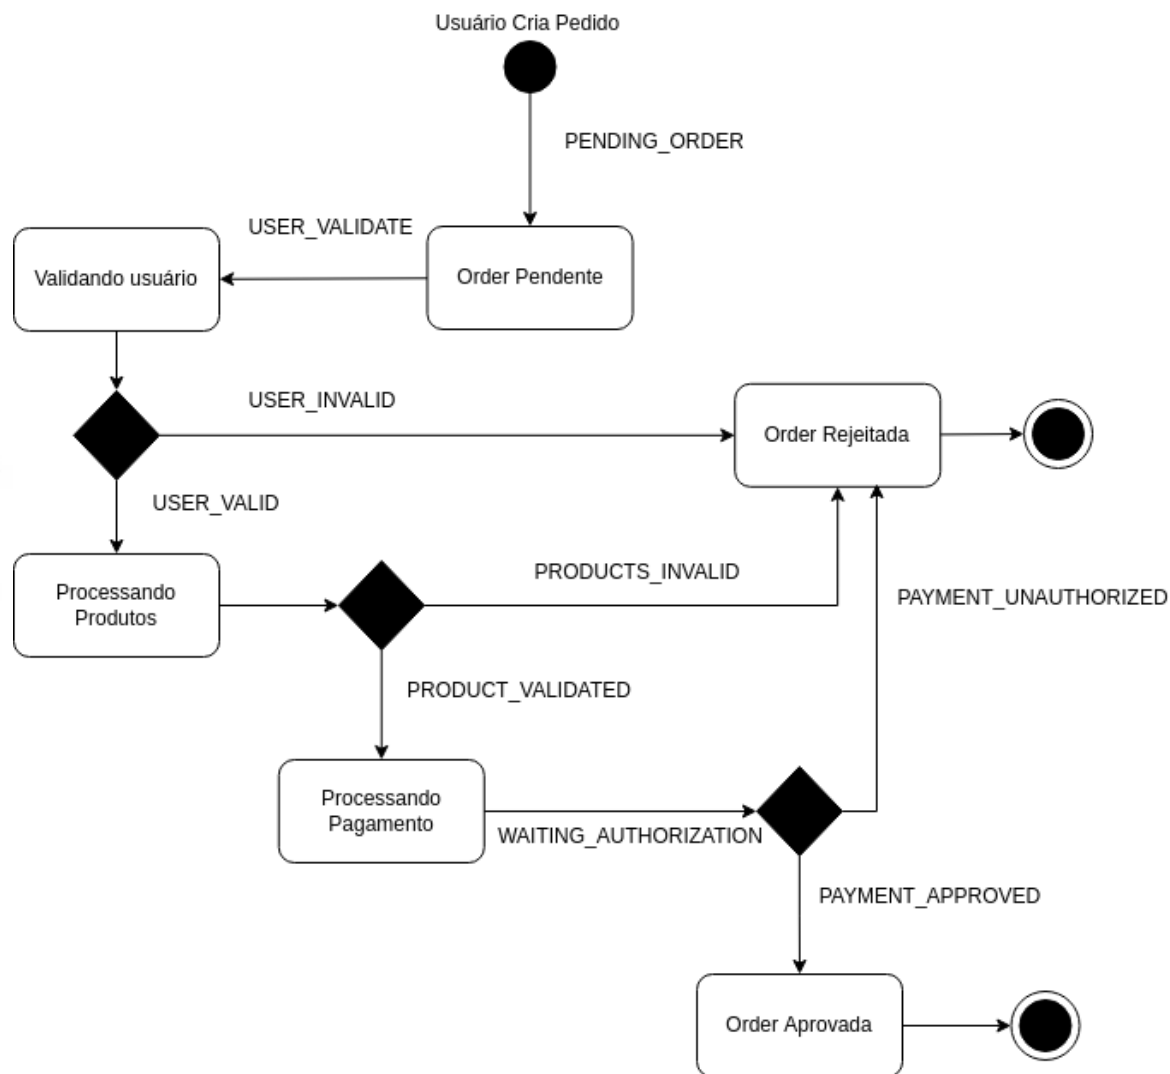 Usuário Cria Pedido
PENDING_ORDER
USER_VALIDATE
Validando usuário
Order Pendente
USER_INVALID
Order Rejeitada
USER_VALID
Processando
Produtos
PRODUCTS_INVALID
PAYMENT_UNAUTHORIZED
PRODUCT_VALIDATED
Processando
Pagamento
WAITING_AUTHORIZATION
PAYMENT_APPROVED
Order Aprovada